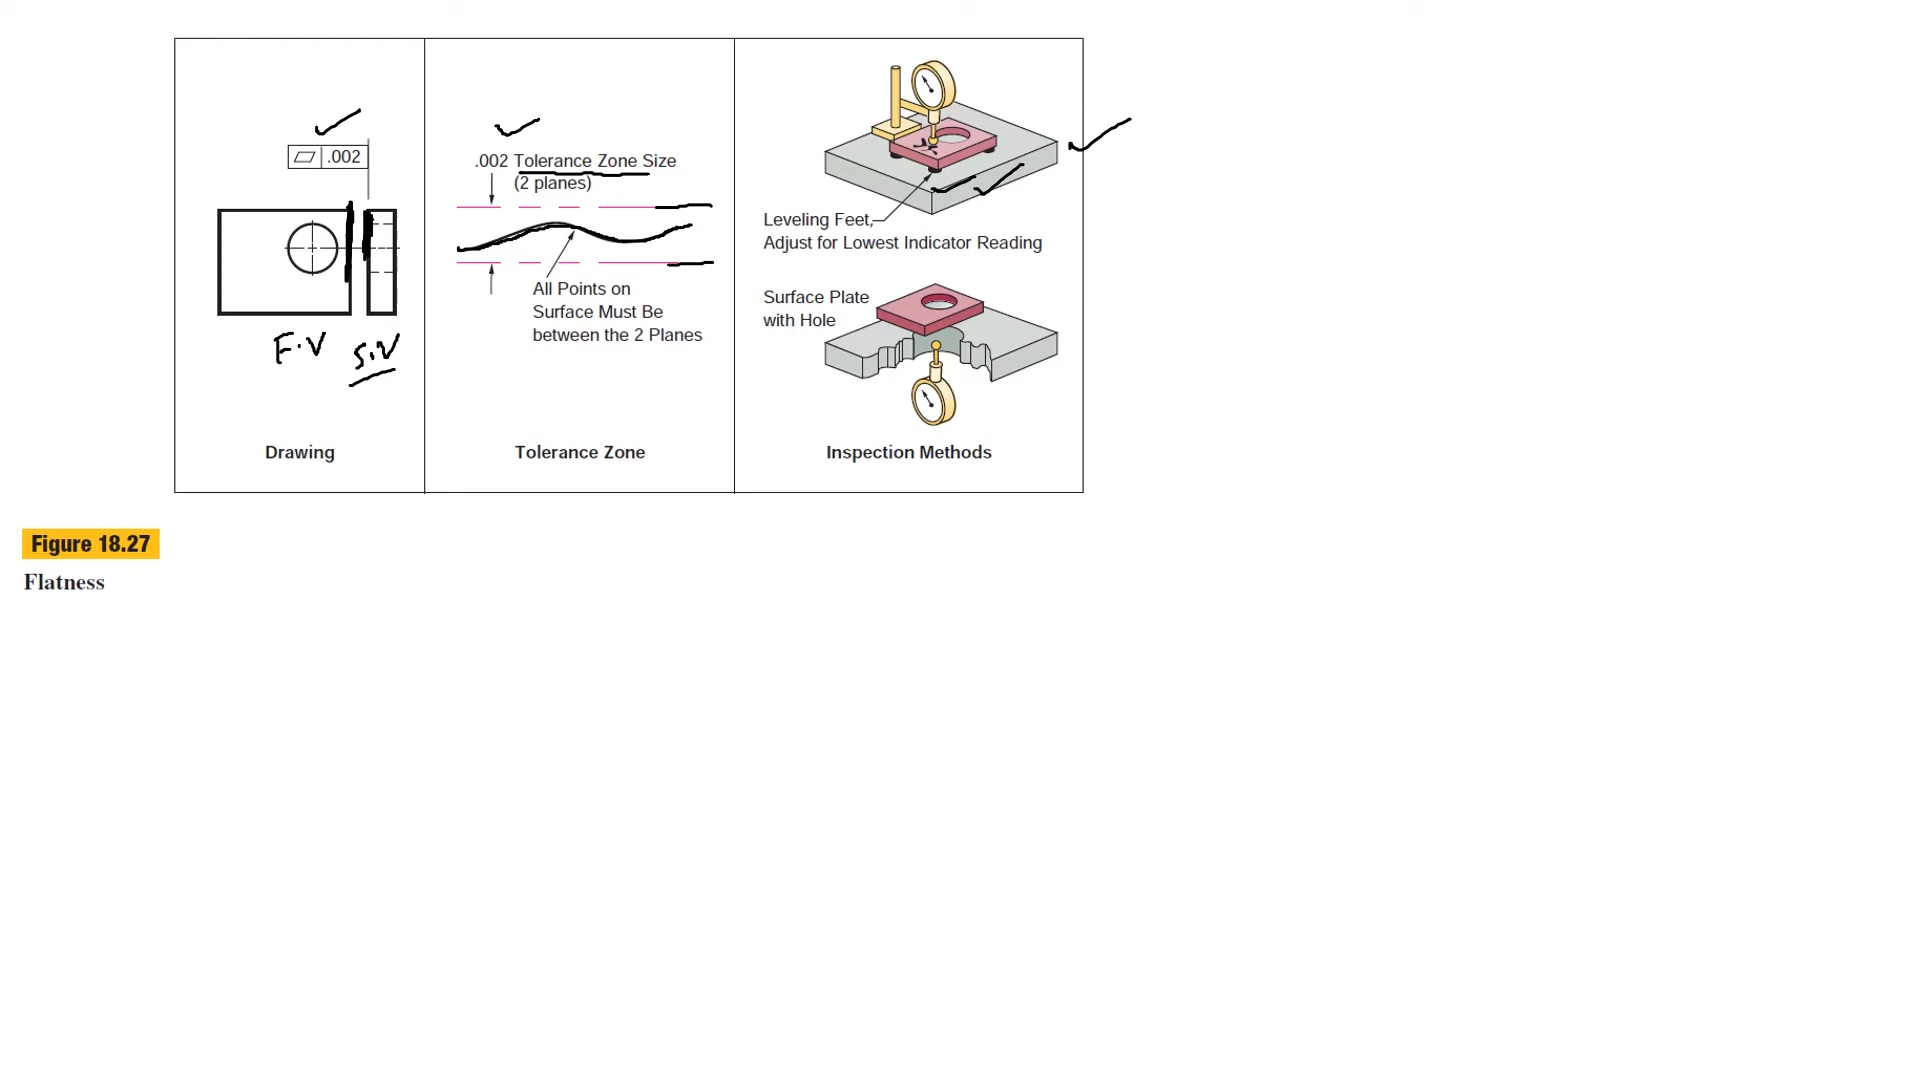 .002
F.V
S.V
Drawing
.002 Tolerance Zone Size
(2 planes)
All Points on
Surface Must Be
between the 2 Planes
Tolerance Zone
Leveling Feet,
Adjust for Lowest Indicator Reading
Surface Plate
with Hole
Inspection Methods
Figure 18.27
Flatness